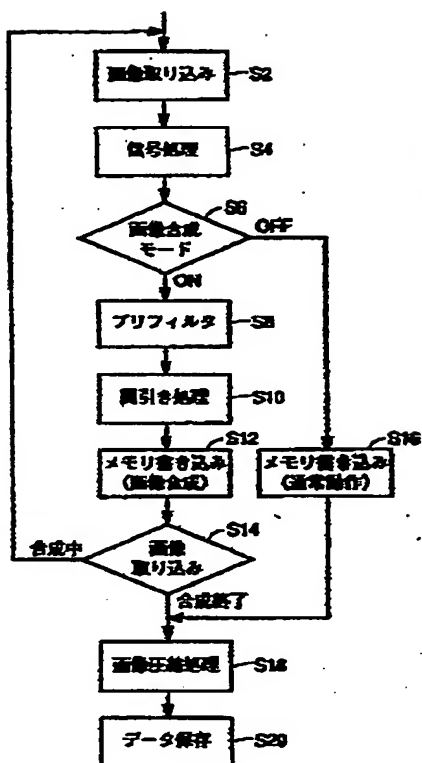 画像取り込み S2
信号処理 S4
S6
画像合成
モード
OFF
ON
プリフィルタ S8
間引き処理 S10
S12
メモリ書き込み
(画像合成)
S16
メモリ書き込み
(通常動作)
S14
画像
取り込み
合成中
合成終了
画像圧縮処理 S18
データ保存 S20